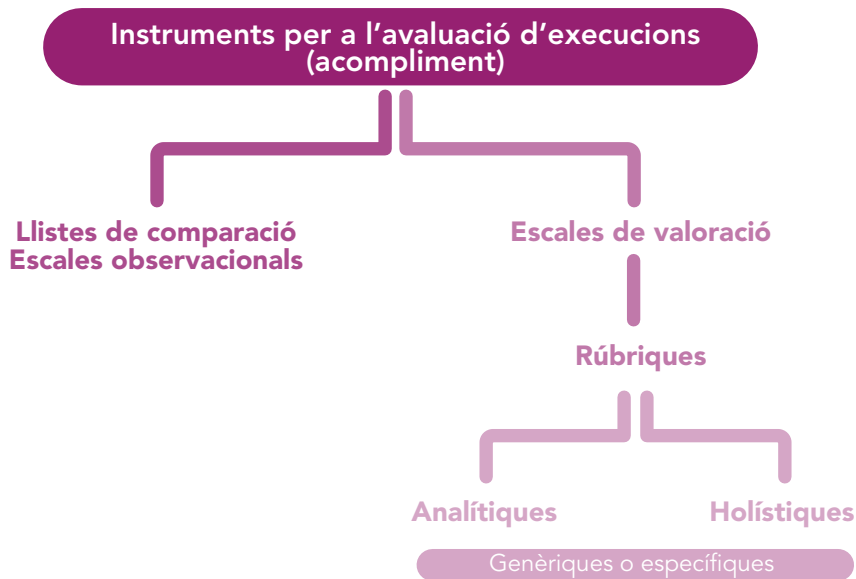 Instruments per a l’avaluació d’execucions
(acompliment)
Llistes de comparació
Escales observacionals
Escales de valoració
Rúbriques
Analítiques
Holístiques
Genèriques o específiques